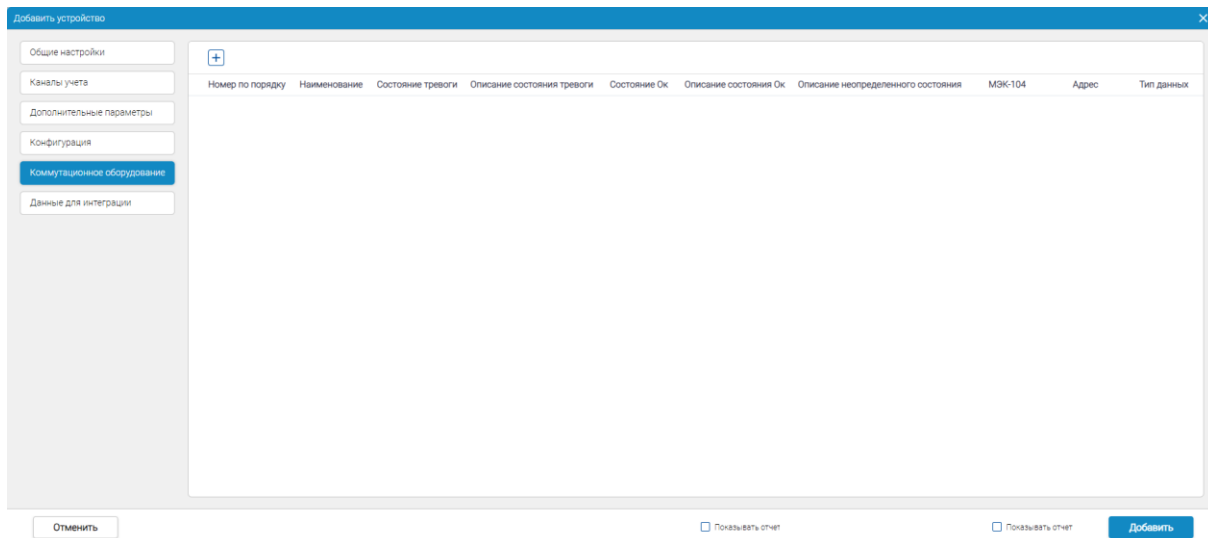 Добавить устройство
Общие настройки
Каналы учета
Дополнительные параметры
Конфигурация
Коммутационное оборудование
Данные для интеграции
Номер по порядку Наименование Состояние тревоги Описание состояния тревоги Состояние Ок Описание состояния Ок Описание неопределенного состояния МЭК-104 Адрес Тип данных
Отменить Показывать отчет Показывать отчет Добавить